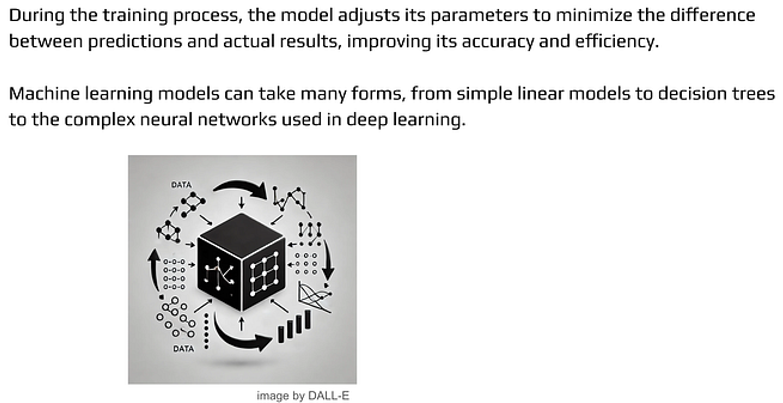 During the training process, the model adjusts its parameters to minimize the difference
between predictions and actual results, improving its accuracy and efficiency.
Machine learning models can take many forms, from simple linear models to decision trees
to the complex neural networks used in deep learning.
DATA
DATA
image by DALL-E